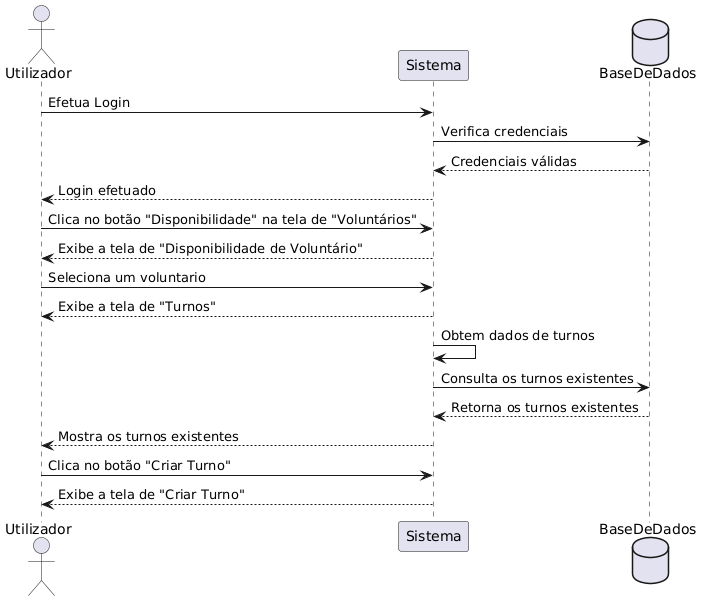 Utilizador
Sistema
BaseDeDados
Efetua Login
Verifica credenciais
Credenciais válidas
Login efetuado
Clica no botão "Disponibilidade" na tela de "Voluntários"
Exibe a tela de "Disponibilidade de Voluntário"
Seleciona um voluntario
Exibe a tela de "Turnos"
Obtem dados de turnos
Consulta os turnos existentes
Retorna os turnos existentes
Mostra os turnos existentes
Clica no botão "Criar Turno"
Exibe a tela de "Criar Turno"
Utilizador
Sistema
BaseDeDados